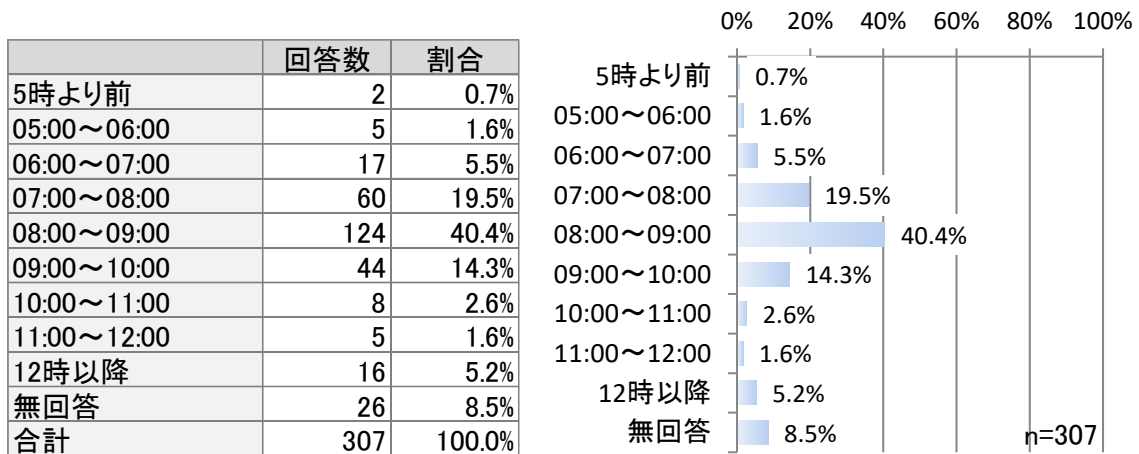 回答数 割合
5時より前 2 0.7%
05:00～06:00 5 1.6%
06:00～07:00 17 5.5%
07:00～08:00 60 19.5%
08:00～09:00 124 40.4%
09:00～10:00 44 14.3%
10:00～11:00 8 2.6%
11:00～12:00 5 1.6%
12時以降 16 5.2%
無回答 26 8.5%
合計 307 100.0%
0% 20% 40% 60% 80% 100%
5時より前 0.7%
05:00～06:00 1.6%
06:00～07:00 5.5%
07:00～08:00 19.5%
08:00～09:00 40.4%
09:00～10:00 14.3%
10:00～11:00 2.6%
11:00～12:00 1.6%
12時以降 5.2%
無回答 8.5%
n=307